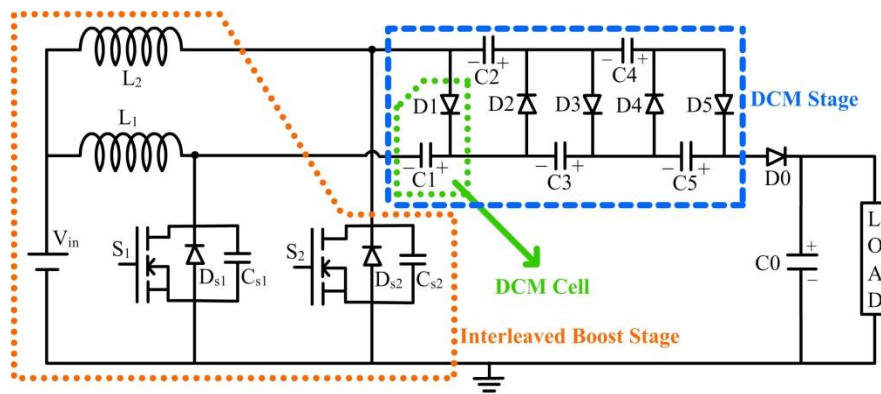 L2
C2
C4
D1
D2
D3
D4
D5
DCM Stage
L1
C1
C3
C5
D0
Vin
S1
Ds1
Cs1
S2
Ds2
Cs2
DCM Cell
C0
LOAD
Interleaved Boost Stage